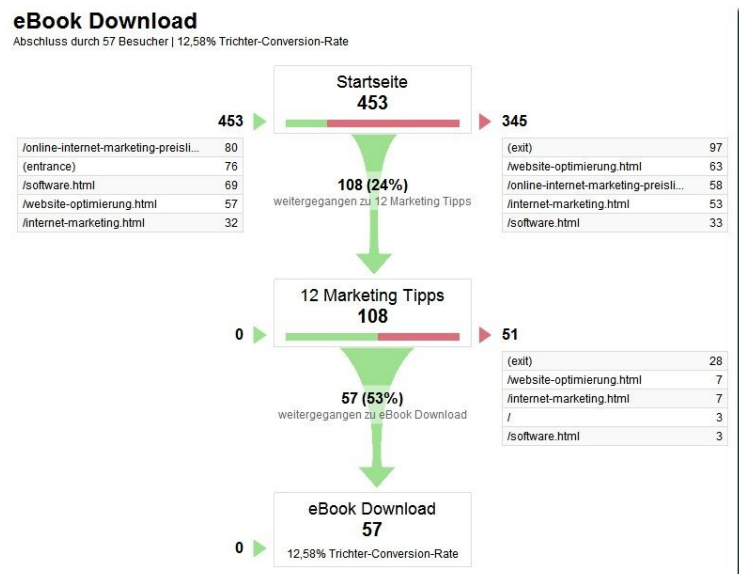 eBook Download
Abschluss durch 57 Besucher | 12,58% Trichter-Conversion-Rate
Startseite
453
453
345
/online-internet-marketing-preisli... 80
(entrance) 76
/software.html 69
/website-optimierung.html 57
/internet-marketing.html 32
(exit) 97
/website-optimierung.html 63
/online-internet-marketing-preisli... 58
/internet-marketing.html 53
/software.html 33
108 (24%)
weitergegangen zu 12 Marketing Tipps
12 Marketing Tipps
108
0
51
(exit) 28
/website-optimierung.html 7
/internet-marketing.html 7
/ 3
/software.html 3
57 (53%)
weitergegangen zu eBook Download
eBook Download
57
0
12,58% Trichter-Conversion-Rate